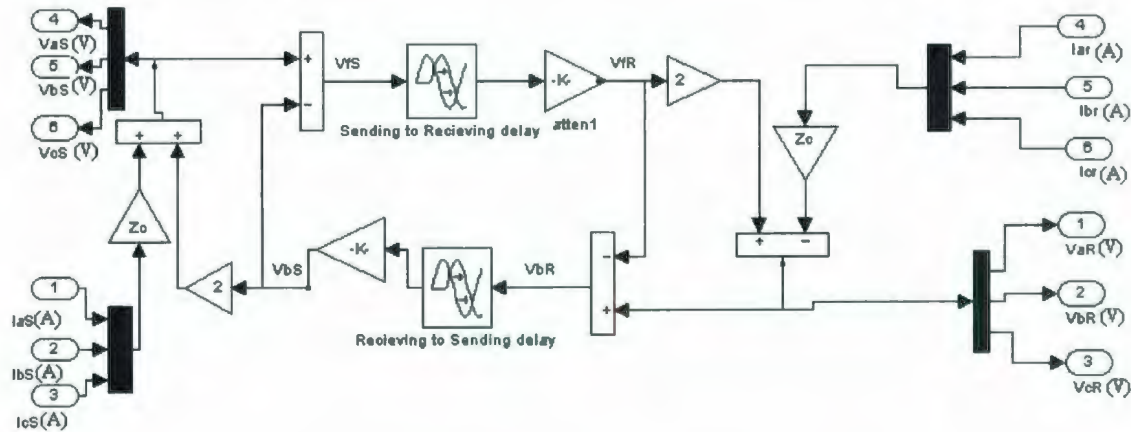 4
VaS(V)
5
VbS(V)
6
VcS(V)
+ +
Zo
1
IaS(A)
2
IbS(A)
3
IcS(A)
+
−
VfS
Sending to Recieving delay
-K-
atten1
VfR
2
2
VbS
-K-
Recieving to Sending delay
VbR
−
+
Zo
+ −
4
Iar(A)
5
Ibr(A)
6
Icr(A)
1
VaR(V)
2
VbR(V)
3
VcR(V)